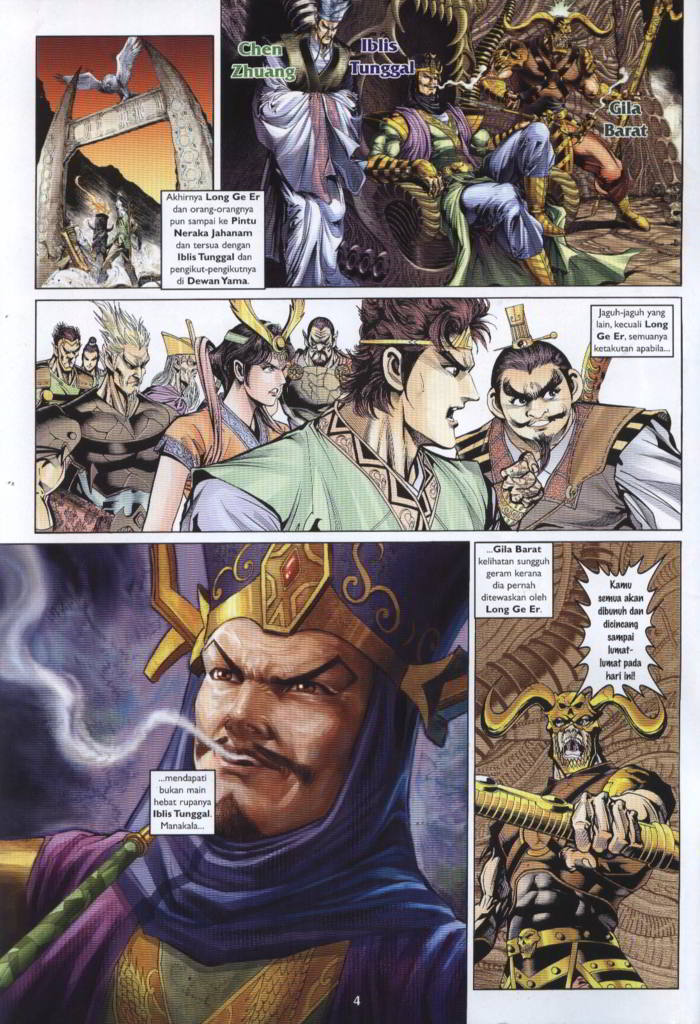 Akhirnya Long Ge Er
dan orang-orangnya
pun sampai ke Pintu
Neraka Jahanam
dan tersua dengan
Iblis Tunggal dan
pengikut-pengikutnya
di Dewan Yama.
Chen
Zhuang
Iblis
Tunggal
Gila
Barat
Jaguh-jaguh yang
lain, kecuali Long
Ge Er, semuanya
ketakutan apabila...
...mendapati
bukan main
hebat rupanya
Iblis Tunggal.
Manakala...
...Gila Barat
kelihatan sungguh
geram kerana
dia pernah
ditewaskan oleh
Long Ge Er.
Kamu
semua akan
dibunuh dan
dicincang
sampai
lumat-
lumat pada
hari ini!!
4